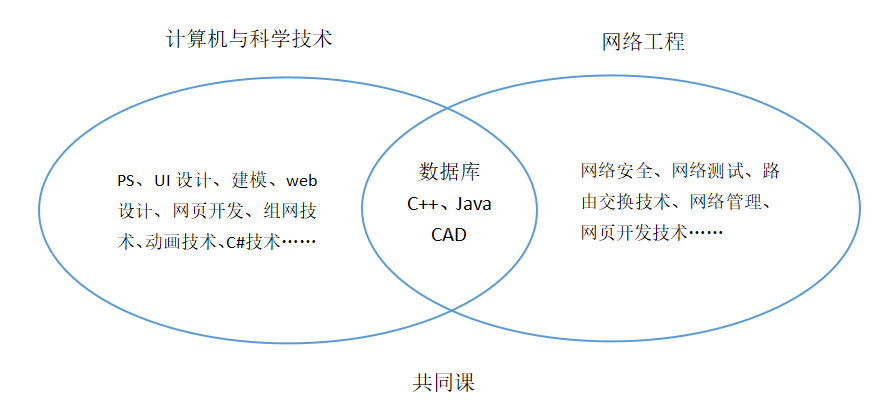 计算机与科学技术
网络工程
PS、UI 设计、建模、web
设计、网页开发、组网技
术、动画技术、C#技术……
数据库
C++、Java
CAD
网络安全、网络测试、路
由交换技术、网络管理、
网页开发技术……
共同课